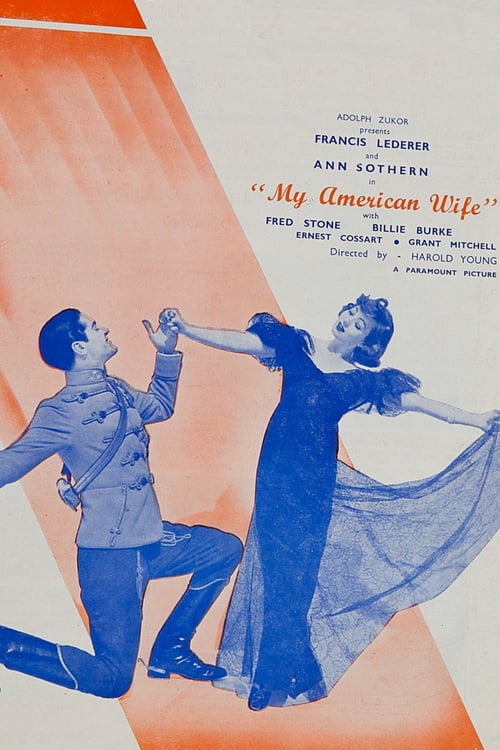 ADOLPH ZUKOR
presents
FRANCIS LEDERER
and
ANN SOTHERN
in
"My American Wife"
with
FRED STONE BILLIE BURKE
ERNEST COSSART • GRANT MITCHELL
Directed by - HAROLD YOUNG
A PARAMOUNT PICTURE